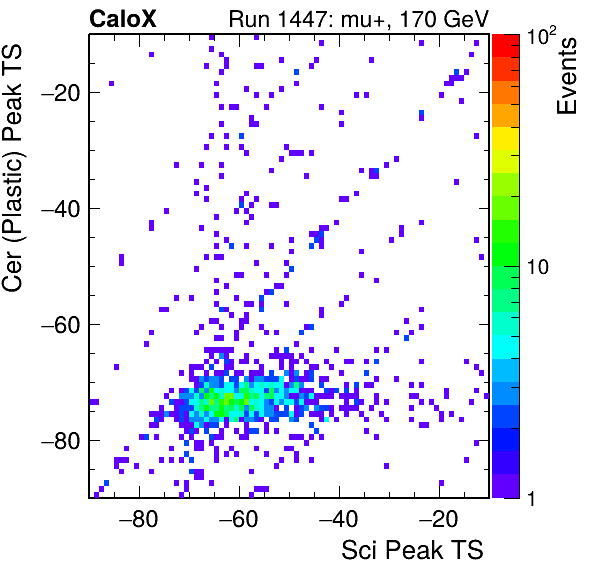 CaloX Run 1447: mu+, 170 GeV
Cer (Plastic) Peak TS
−20
−40
−60
−80
−80 −60 −40 −20
Sci Peak TS
10²
10
1
Events